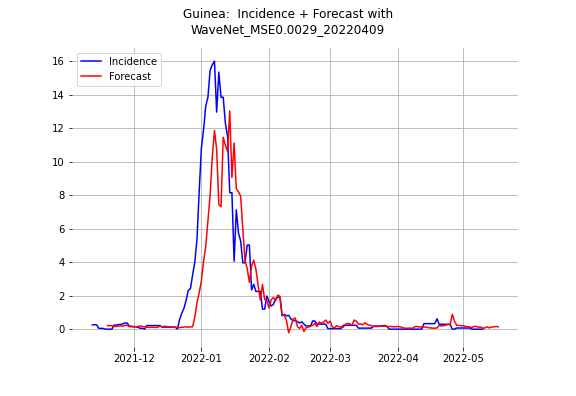 Guinea: Incidence + Forecast with
WaveNet_MSE0.0029_20220409
Incidence
Forecast
16
14
12
10
8
6
4
2
0
2021-12 2022-01 2022-02 2022-03 2022-04 2022-05